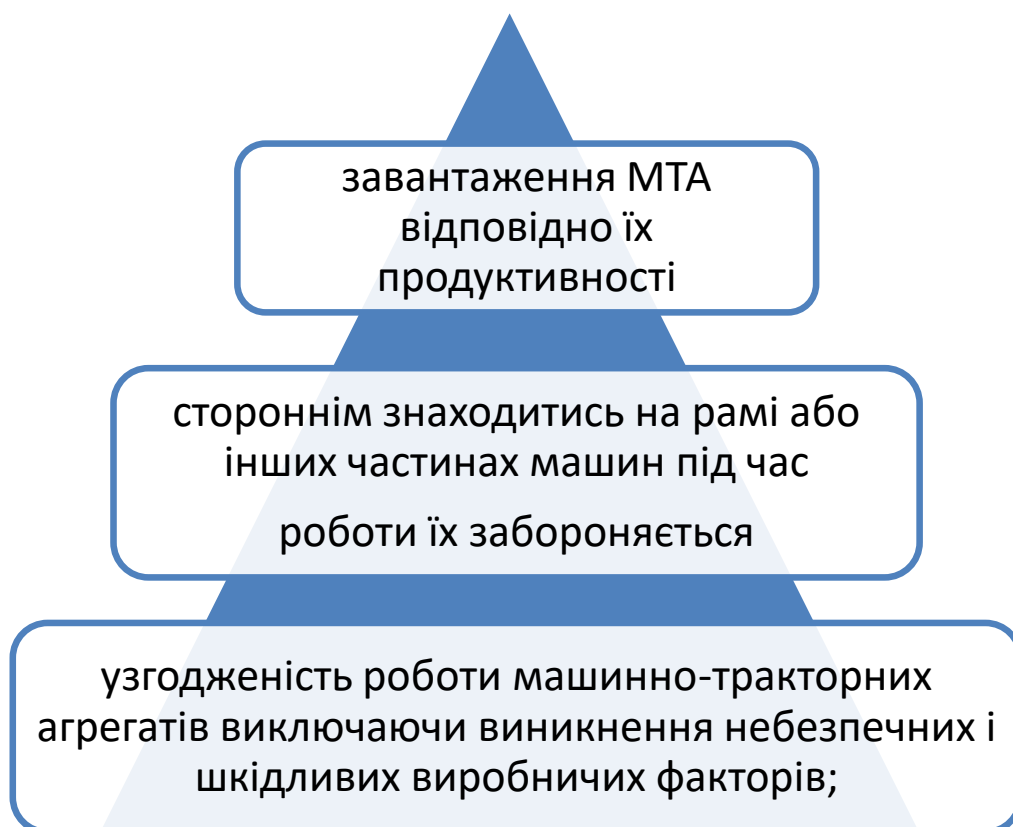 завантаження МТА
відповідно їх
продуктивності
стороннім знаходитись на рамі або
інших частинах машин під час
роботи їх забороняється
узгодженість роботи машинно-тракторних
агрегатів виключаючи виникнення небезпечних і
шкідливих виробничих факторів;